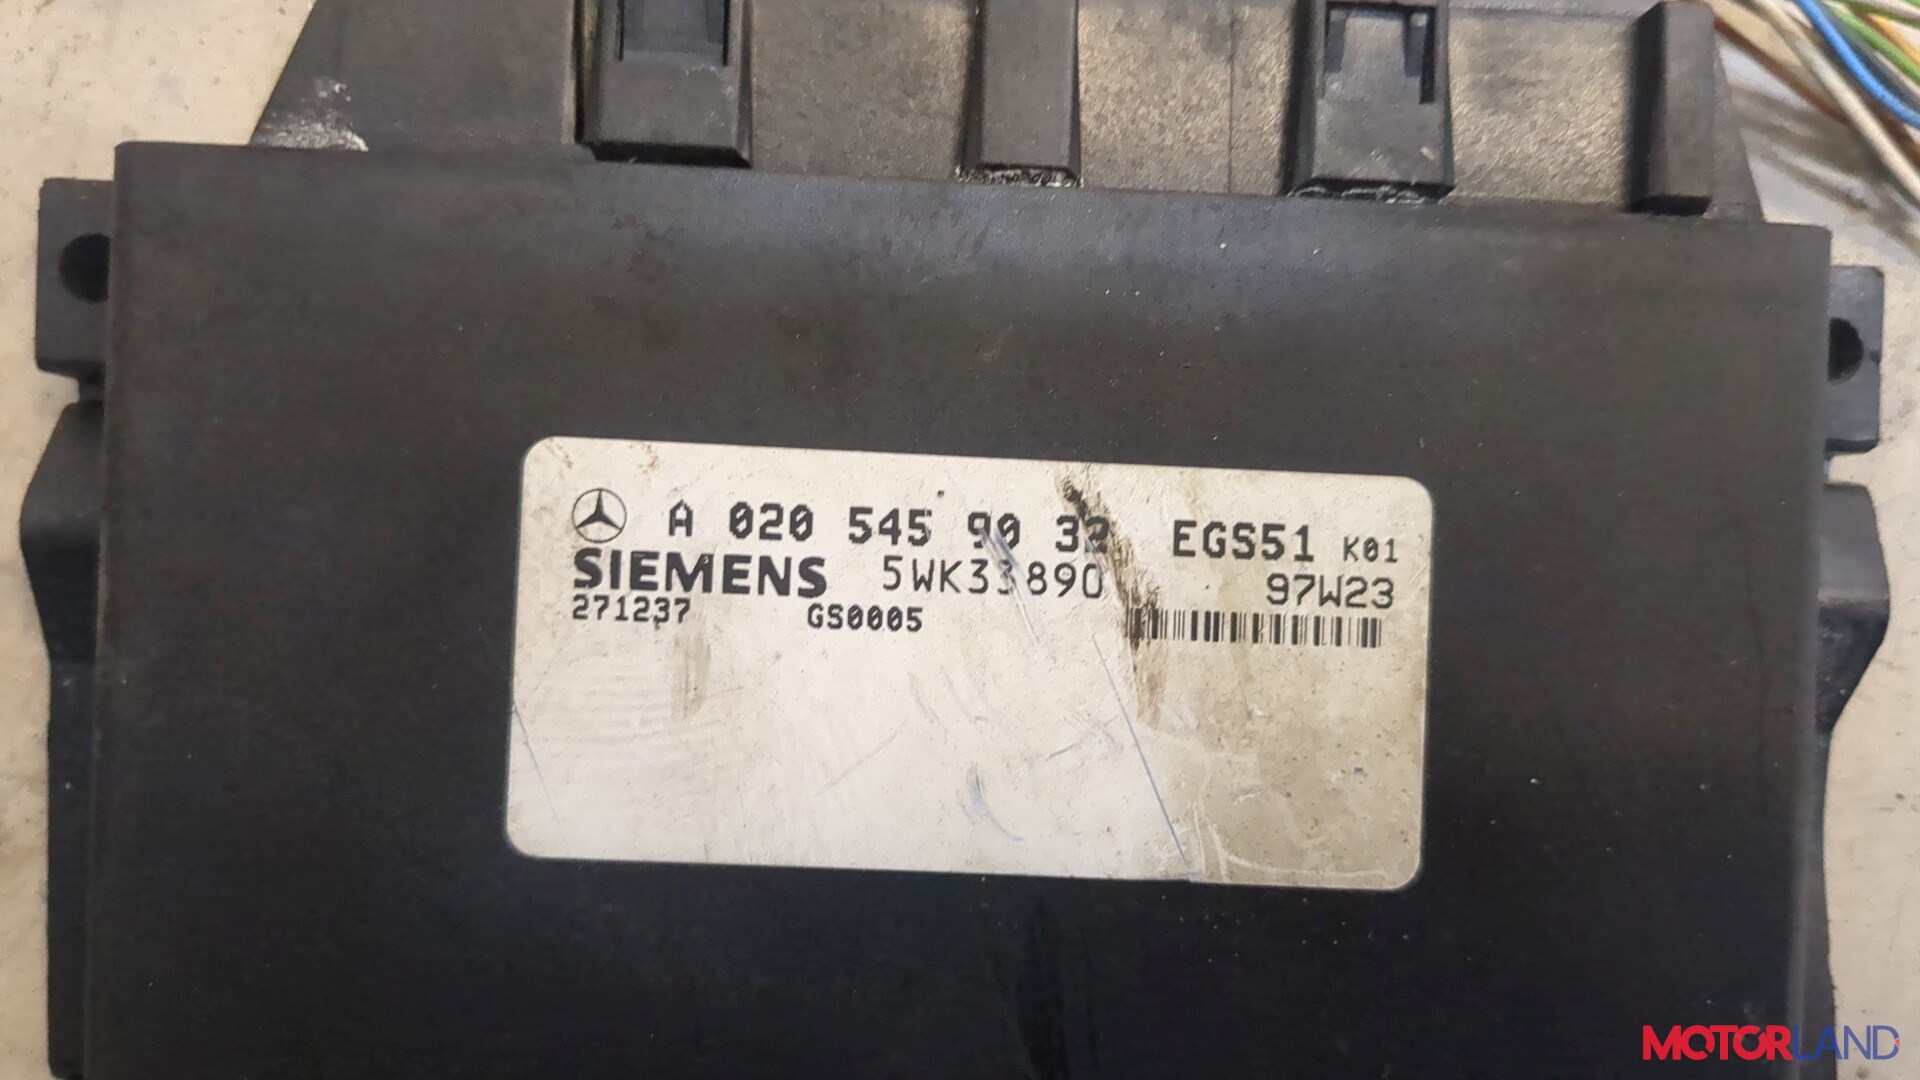 A 020 545 90 32 EGS51 K01
SIEMENS 5WK33890 97W23
271237 GS0005
MOTORLAND